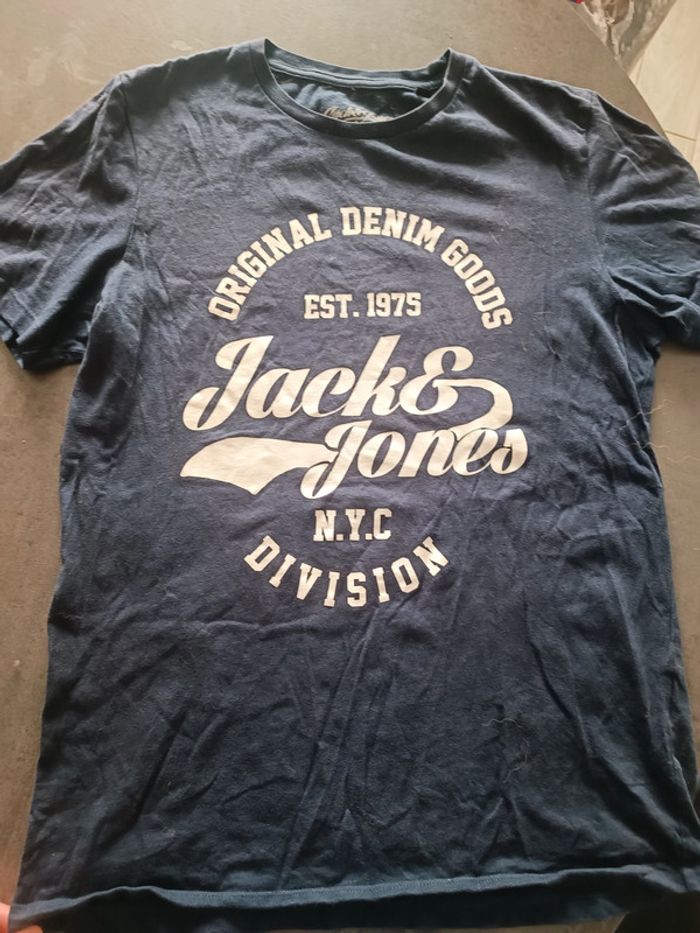 ORIGINAL DENIM GOODS
EST. 1975
Jack&
Jones
N.Y.C
DIVISION